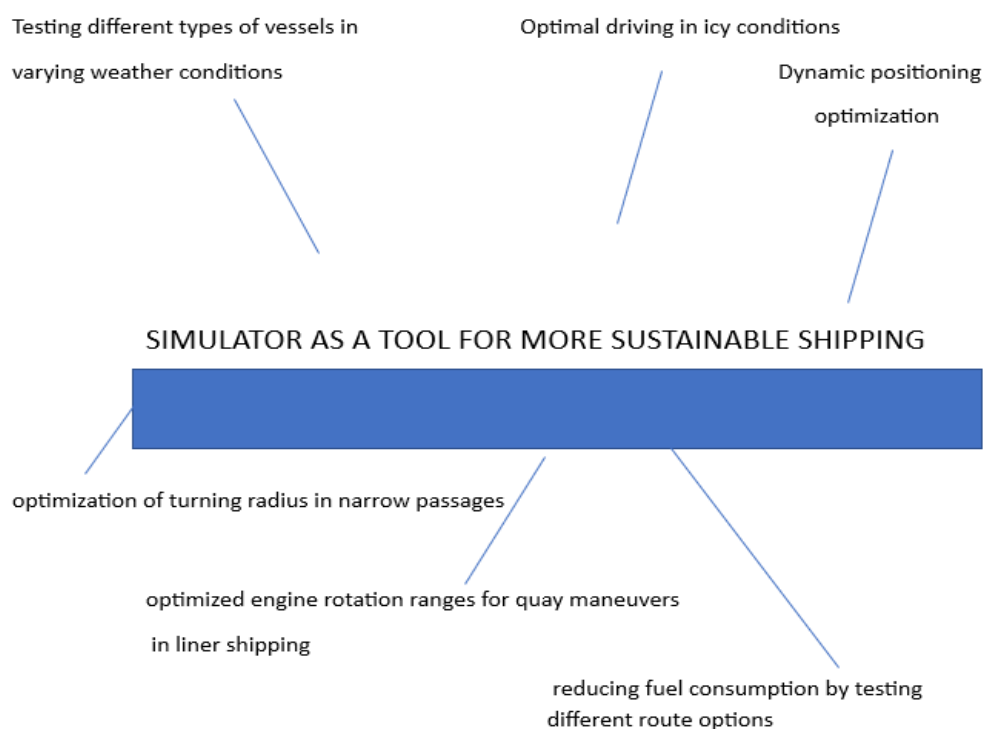 Testing different types of vessels in
varying weather conditions
Optimal driving in icy conditions
Dynamic positioning
optimization
SIMULATOR AS A TOOL FOR MORE SUSTAINABLE SHIPPING
optimization of turning radius in narrow passages
optimized engine rotation ranges for quay maneuvers
in liner shipping
reducing fuel consumption by testing
different route options